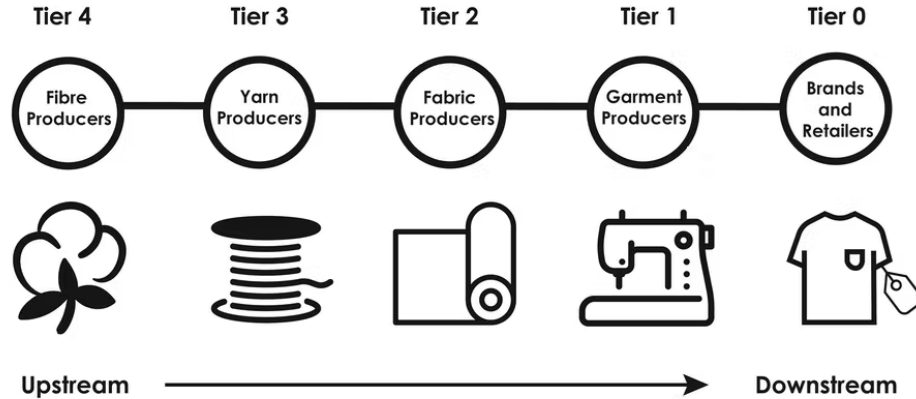 Tier 4
Tier 3
Tier 2
Tier 1
Tier 0
Fibre
Producers
Yarn
Producers
Fabric
Producers
Garment
Producers
Brands
and
Retailers
Upstream
Downstream